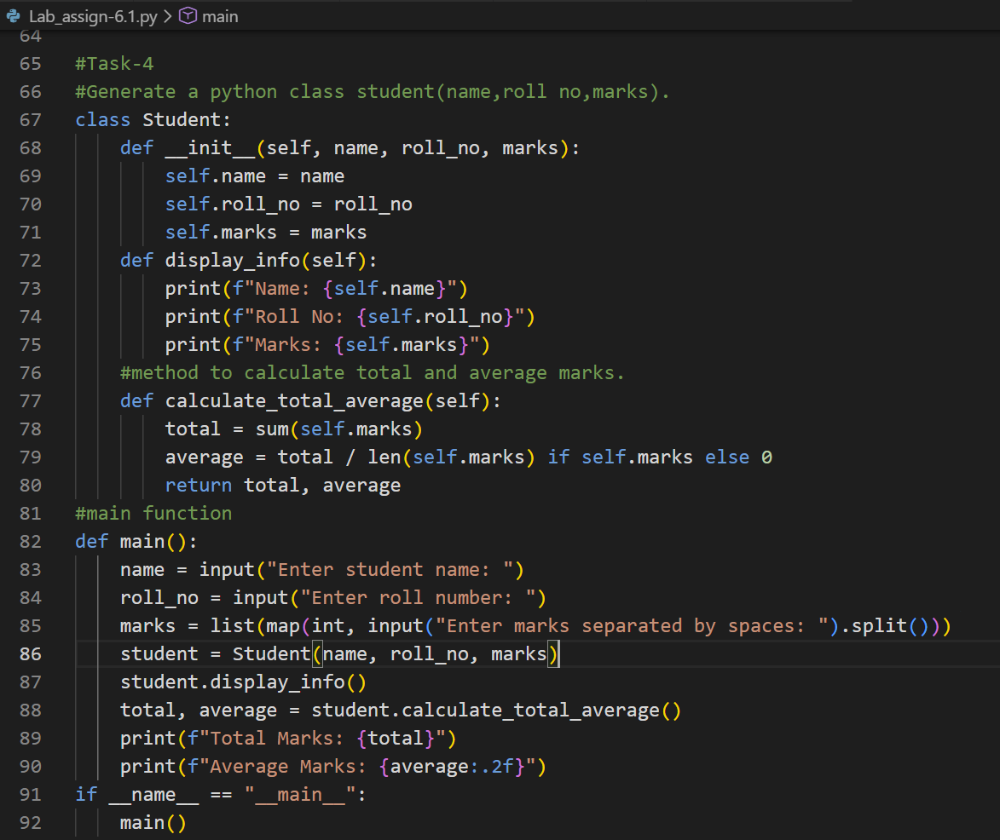 Lab_assign-6.1.py > main
64
65 #Task-4
66 #Generate a python class student(name,roll no,marks).
67 class Student:
68     def __init__(self, name, roll_no, marks):
69         self.name = name
70         self.roll_no = roll_no
71         self.marks = marks
72     def display_info(self):
73         print(f"Name: {self.name}")
74         print(f"Roll No: {self.roll_no}")
75         print(f"Marks: {self.marks}")
76     #method to calculate total and average marks.
77     def calculate_total_average(self):
78         total = sum(self.marks)
79         average = total / len(self.marks) if self.marks else 0
80         return total, average
81 #main function
82 def main():
83     name = input("Enter student name: ")
84     roll_no = input("Enter roll number: ")
85     marks = list(map(int, input("Enter marks separated by spaces: ").split()))
86     student = Student(name, roll_no, marks)
87     student.display_info()
88     total, average = student.calculate_total_average()
89     print(f"Total Marks: {total}")
90     print(f"Average Marks: {average:.2f}")
91 if __name__ == "__main__":
92     main()